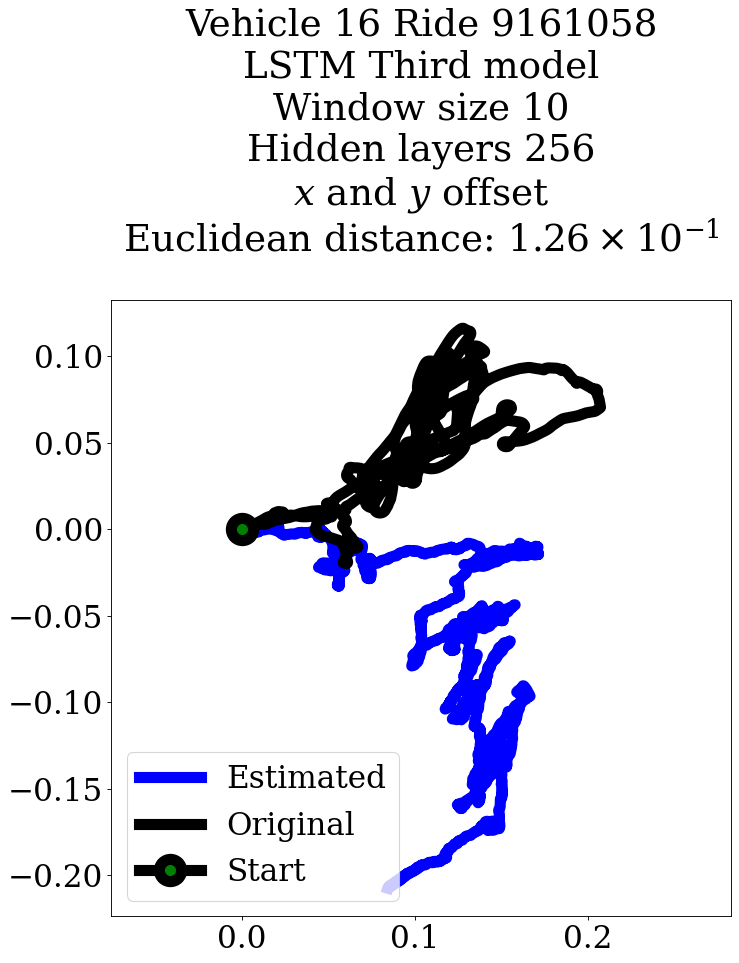 Vehicle 16 Ride 9161058
LSTM Third model
Window size 10
Hidden layers 256
x and y offset
Euclidean distance: 1.26 × 10⁻¹
0.10
0.05
0.00
−0.05
−0.10
−0.15
−0.20
Estimated
Original
Start
0.0 0.1 0.2